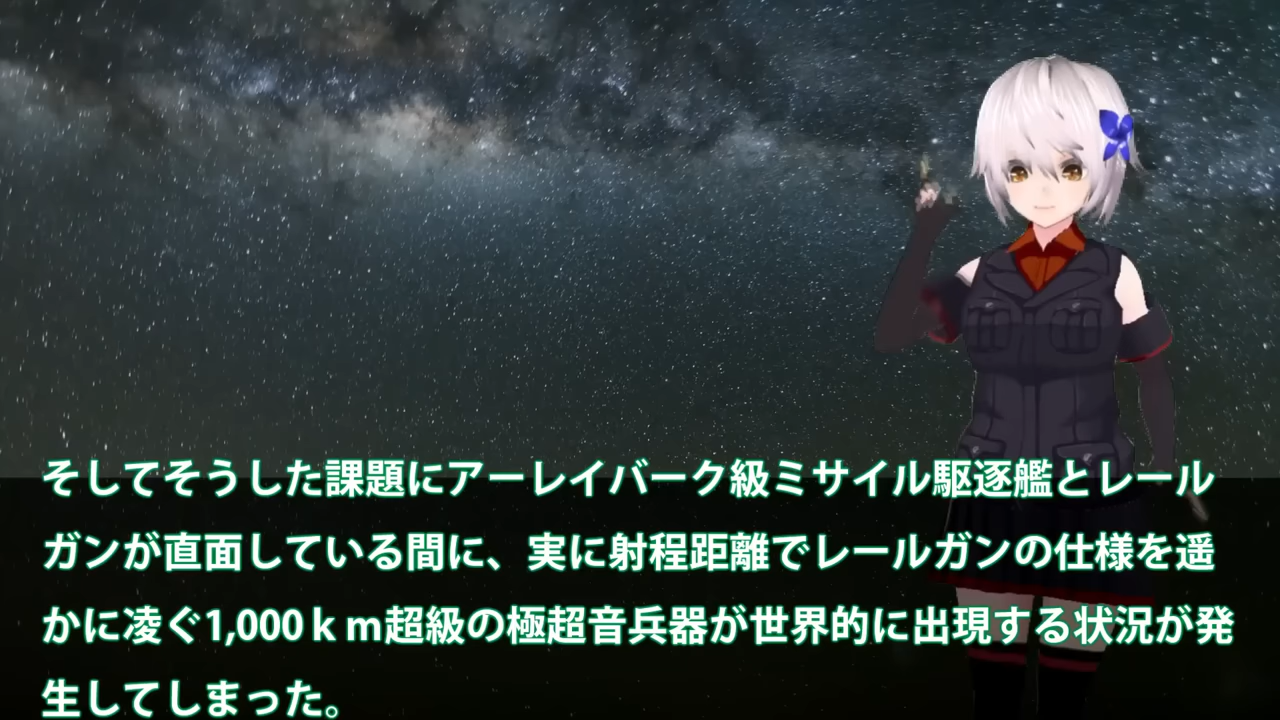 そしてそうした課題にアーレイバーク級ミサイル駆逐艦とレール
ガンが直面している間に、実に射程距離でレールガンの仕様を遥
かに凌ぐ1,000ｋｍ超級の極超音兵器が世界的に出現する状況が発
生してしまった。